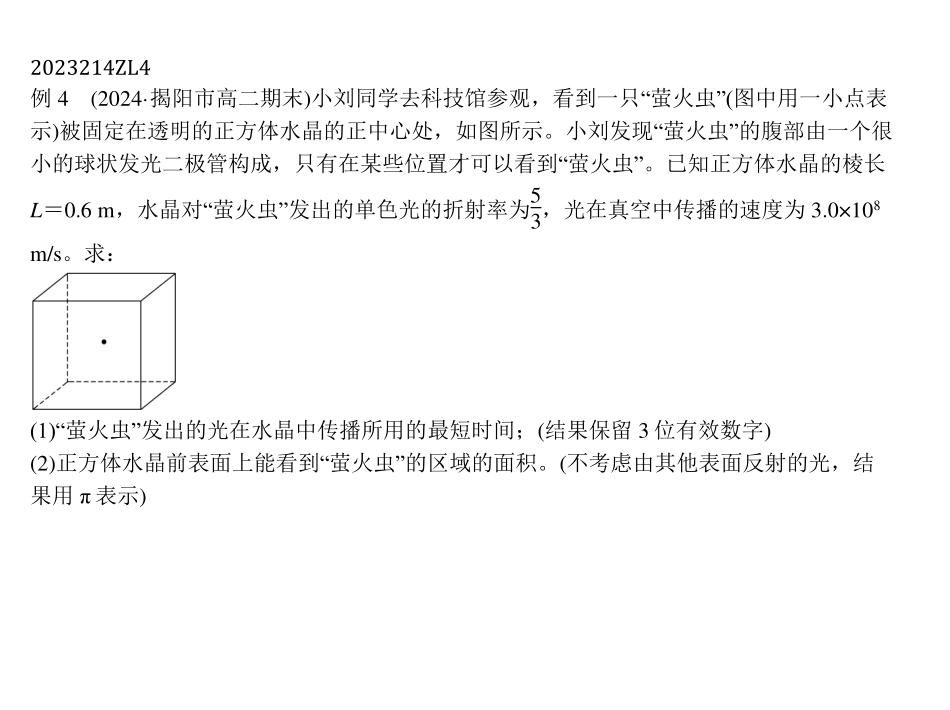 2023214ZL4
例 4 (2024·揭阳市高二期末)小刘同学去科技馆参观，看到一只“萤火虫”(图中用一小点表
示)被固定在透明的正方体水晶的正中心处，如图所示。小刘发现“萤火虫”的腹部由一个很
小的球状发光二极管构成，只有在某些位置才可以看到“萤火虫”。已知正方体水晶的棱长
L＝0.6 m，水晶对“萤火虫”发出的单色光的折射率为5/3，光在真空中传播的速度为 3.0×10⁸
m/s。求：
(1)“萤火虫”发出的光在水晶中传播所用的最短时间；(结果保留 3 位有效数字)
(2)正方体水晶前表面上能看到“萤火虫”的区域的面积。(不考虑由其他表面反射的光，结
果用 π 表示)